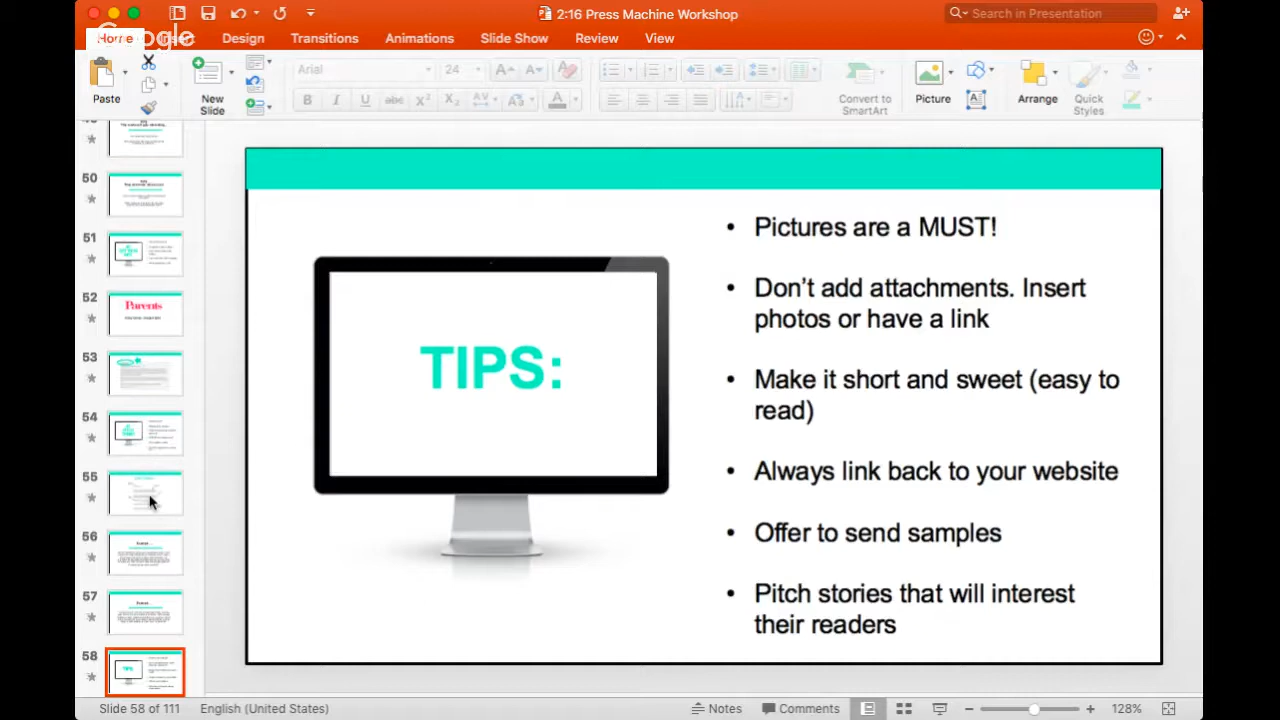 2:16 Press Machine Workshop
Search in Presentation
Google
Home
Insert
Design
Transitions
Animations
Slide Show
Review
View
Paste
New
Slide
Arial
24
Convert to
SmartArt
Picture
Arrange
Quick
Styles
50
51
52
Parents
53
54
55
56
57
58
TIPS:
• Pictures are a MUST!
• Don’t add attachments. Insert
photos or have a link
• Make it short and sweet (easy to
read)
• Always link back to your website
• Offer to send samples
• Pitch stories that will interest
their readers
Slide 58 of 111
English (United States)
Notes
Comments
128%